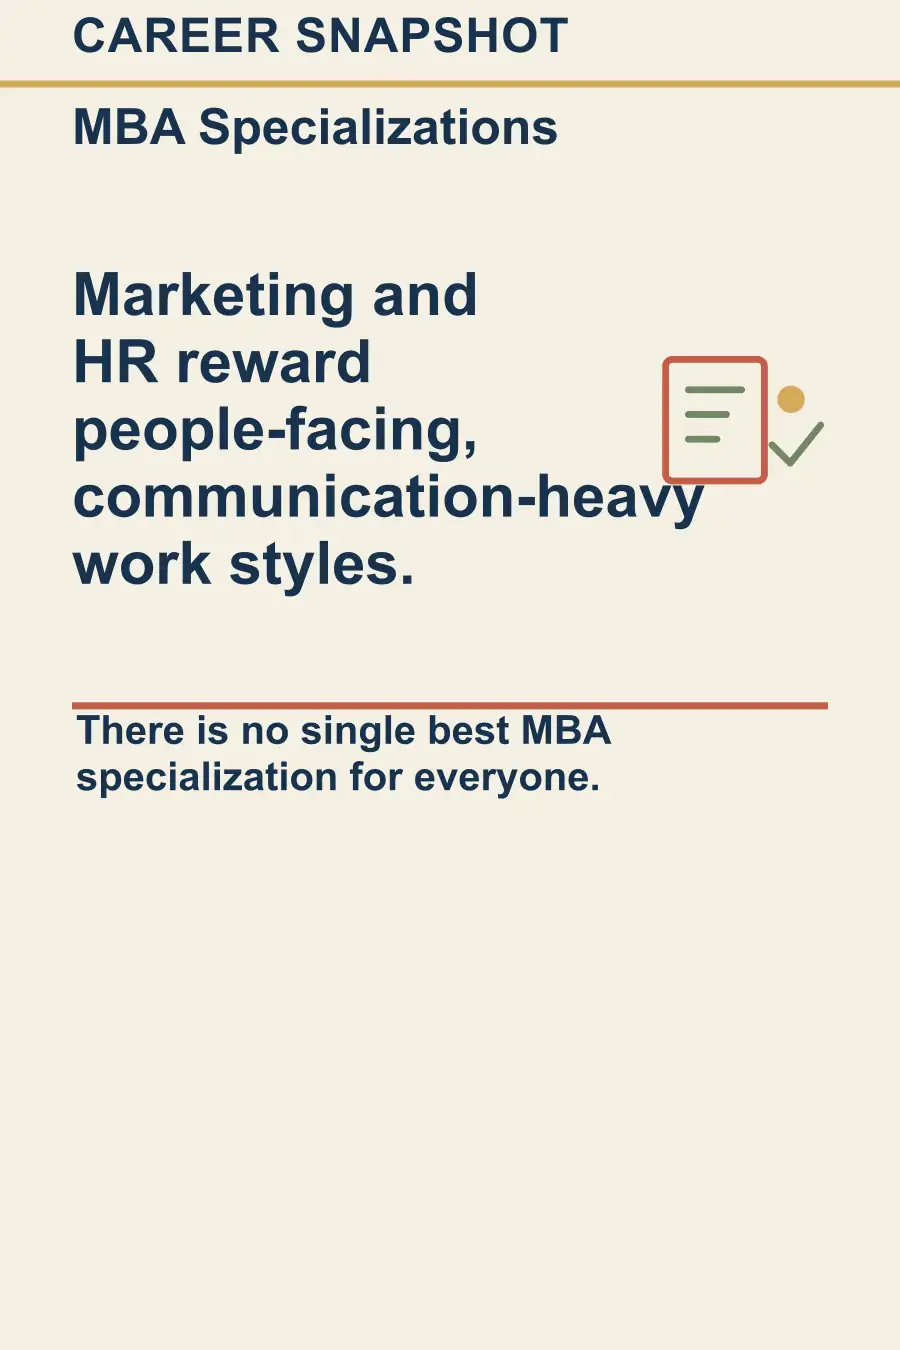 CAREER SNAPSHOT
MBA Specializations
Marketing and
HR reward
people-facing,
communication-heavy
work styles.
There is no single best MBA
specialization for everyone.